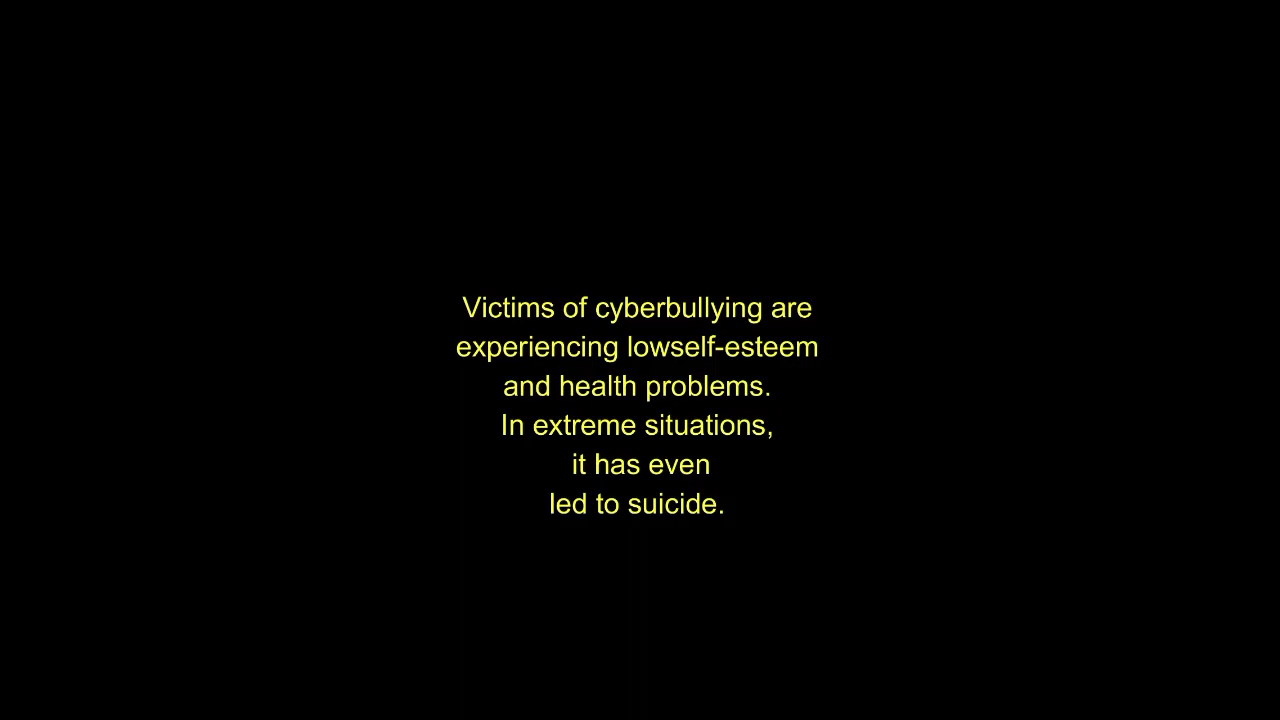 Victims of cyberbullying are
experiencing lowself-esteem
and health problems.
In extreme situations,
it has even
led to suicide.